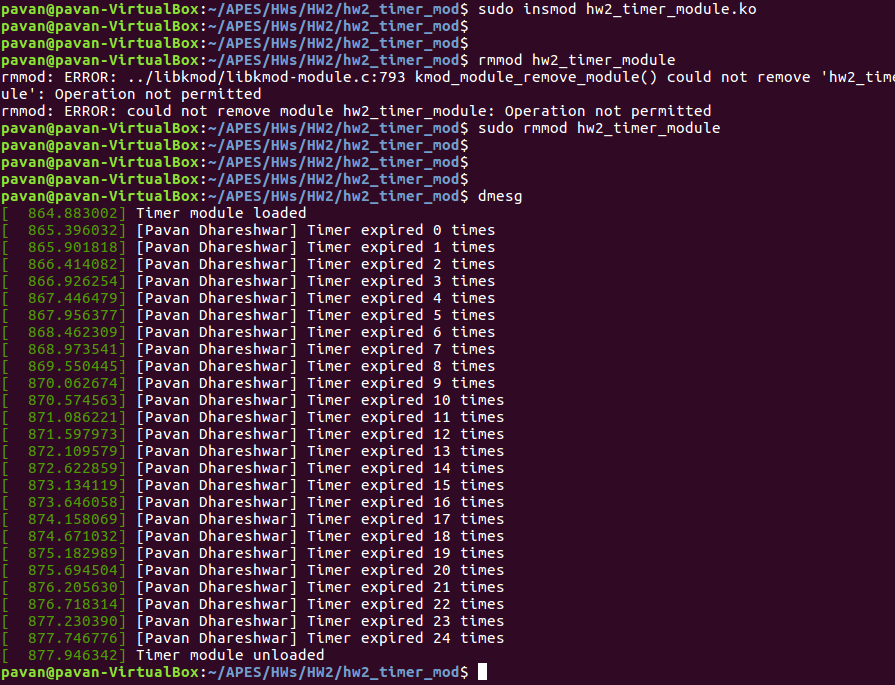 pavan@pavan-VirtualBox:~/APES/HWs/HW2/hw2_timer_mod$ sudo insmod hw2_timer_module.ko
pavan@pavan-VirtualBox:~/APES/HWs/HW2/hw2_timer_mod$
pavan@pavan-VirtualBox:~/APES/HWs/HW2/hw2_timer_mod$
pavan@pavan-VirtualBox:~/APES/HWs/HW2/hw2_timer_mod$ rmmod hw2_timer_module
rmmod: ERROR: ../libkmod/libkmod-module.c:793 kmod_module_remove_module() could not remove 'hw2_time
ule': Operation not permitted
rmmod: ERROR: could not remove module hw2_timer_module: Operation not permitted
pavan@pavan-VirtualBox:~/APES/HWs/HW2/hw2_timer_mod$ sudo rmmod hw2_timer_module
pavan@pavan-VirtualBox:~/APES/HWs/HW2/hw2_timer_mod$
pavan@pavan-VirtualBox:~/APES/HWs/HW2/hw2_timer_mod$
pavan@pavan-VirtualBox:~/APES/HWs/HW2/hw2_timer_mod$
pavan@pavan-VirtualBox:~/APES/HWs/HW2/hw2_timer_mod$ dmesg
[  864.883002] Timer module loaded
[  865.396032] [Pavan Dhareshwar] Timer expired 0 times
[  865.901818] [Pavan Dhareshwar] Timer expired 1 times
[  866.414082] [Pavan Dhareshwar] Timer expired 2 times
[  866.926254] [Pavan Dhareshwar] Timer expired 3 times
[  867.446479] [Pavan Dhareshwar] Timer expired 4 times
[  867.956377] [Pavan Dhareshwar] Timer expired 5 times
[  868.462309] [Pavan Dhareshwar] Timer expired 6 times
[  868.973541] [Pavan Dhareshwar] Timer expired 7 times
[  869.550445] [Pavan Dhareshwar] Timer expired 8 times
[  870.062674] [Pavan Dhareshwar] Timer expired 9 times
[  870.574563] [Pavan Dhareshwar] Timer expired 10 times
[  871.086221] [Pavan Dhareshwar] Timer expired 11 times
[  871.597973] [Pavan Dhareshwar] Timer expired 12 times
[  872.109579] [Pavan Dhareshwar] Timer expired 13 times
[  872.622859] [Pavan Dhareshwar] Timer expired 14 times
[  873.134119] [Pavan Dhareshwar] Timer expired 15 times
[  873.646058] [Pavan Dhareshwar] Timer expired 16 times
[  874.158069] [Pavan Dhareshwar] Timer expired 17 times
[  874.671032] [Pavan Dhareshwar] Timer expired 18 times
[  875.182989] [Pavan Dhareshwar] Timer expired 19 times
[  875.694504] [Pavan Dhareshwar] Timer expired 20 times
[  876.205630] [Pavan Dhareshwar] Timer expired 21 times
[  876.718314] [Pavan Dhareshwar] Timer expired 22 times
[  877.230390] [Pavan Dhareshwar] Timer expired 23 times
[  877.746776] [Pavan Dhareshwar] Timer expired 24 times
[  877.946342] Timer module unloaded
pavan@pavan-VirtualBox:~/APES/HWs/HW2/hw2_timer_mod$